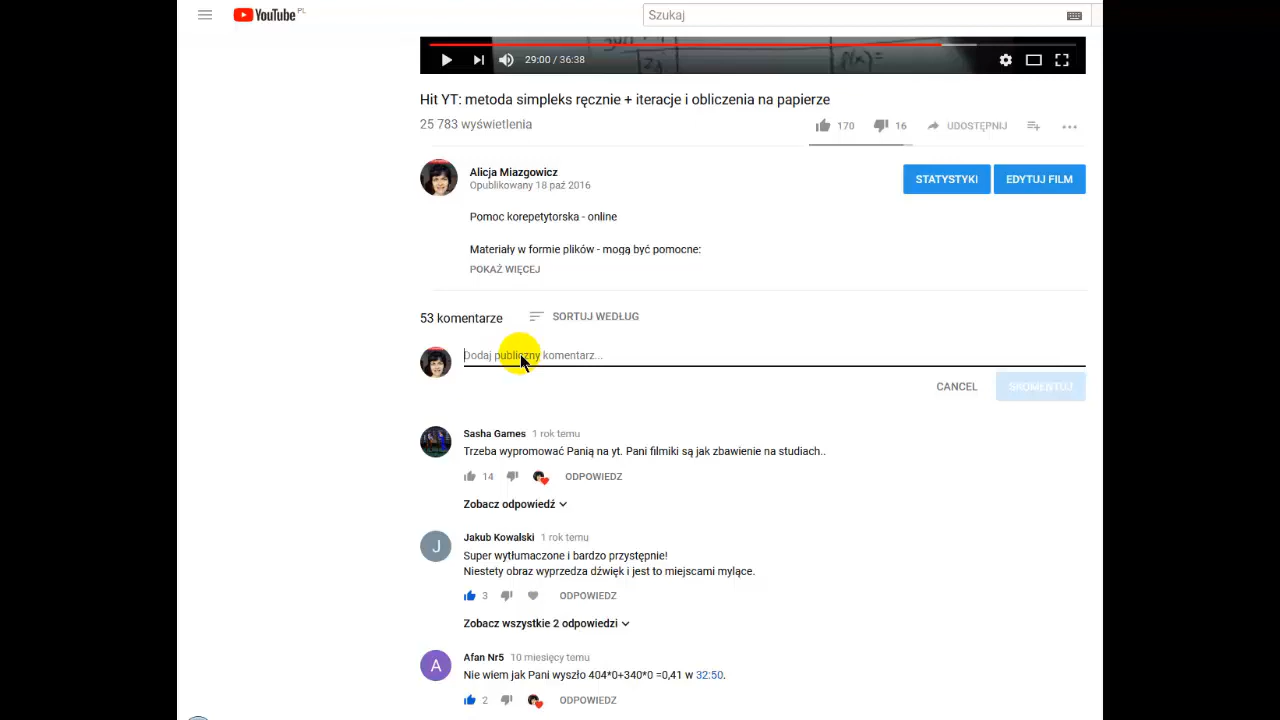 YouTube PL
Szukaj
29:00 / 36:38
Hit YT: metoda simpleks ręcznie + iteracje i obliczenia na papierze
25 783 wyświetlenia
170
16
UDOSTĘPNIJ
Alicja Miazgowicz
Opublikowany 18 paź 2016
STATYSTYKI
EDYTUJ FILM
Pomoc korepetytorska - online
Materiały w formie plików - mogą być pomocne:
POKAŻ WIĘCEJ
53 komentarze
SORTUJ WEDŁUG
Dodaj publiczny komentarz...
CANCEL
SKOMENTUJ
Sasha Games 1 rok temu
Trzeba wypromować Panią na yt. Pani filmiki są jak zbawienie na studiach..
14
ODPOWIEDZ
Zobacz odpowiedź
J
Jakub Kowalski 1 rok temu
Super wytłumaczone i bardzo przystępnie!
Niestety obraz wyprzedza dźwięk i jest to miejscami mylące.
3
ODPOWIEDZ
Zobacz wszystkie 2 odpowiedzi
A
Afan Nr5 10 miesięcy temu
Nie wiem jak Pani wyszło 404*0+340*0 =0,41 w 32:50.
2
ODPOWIEDZ